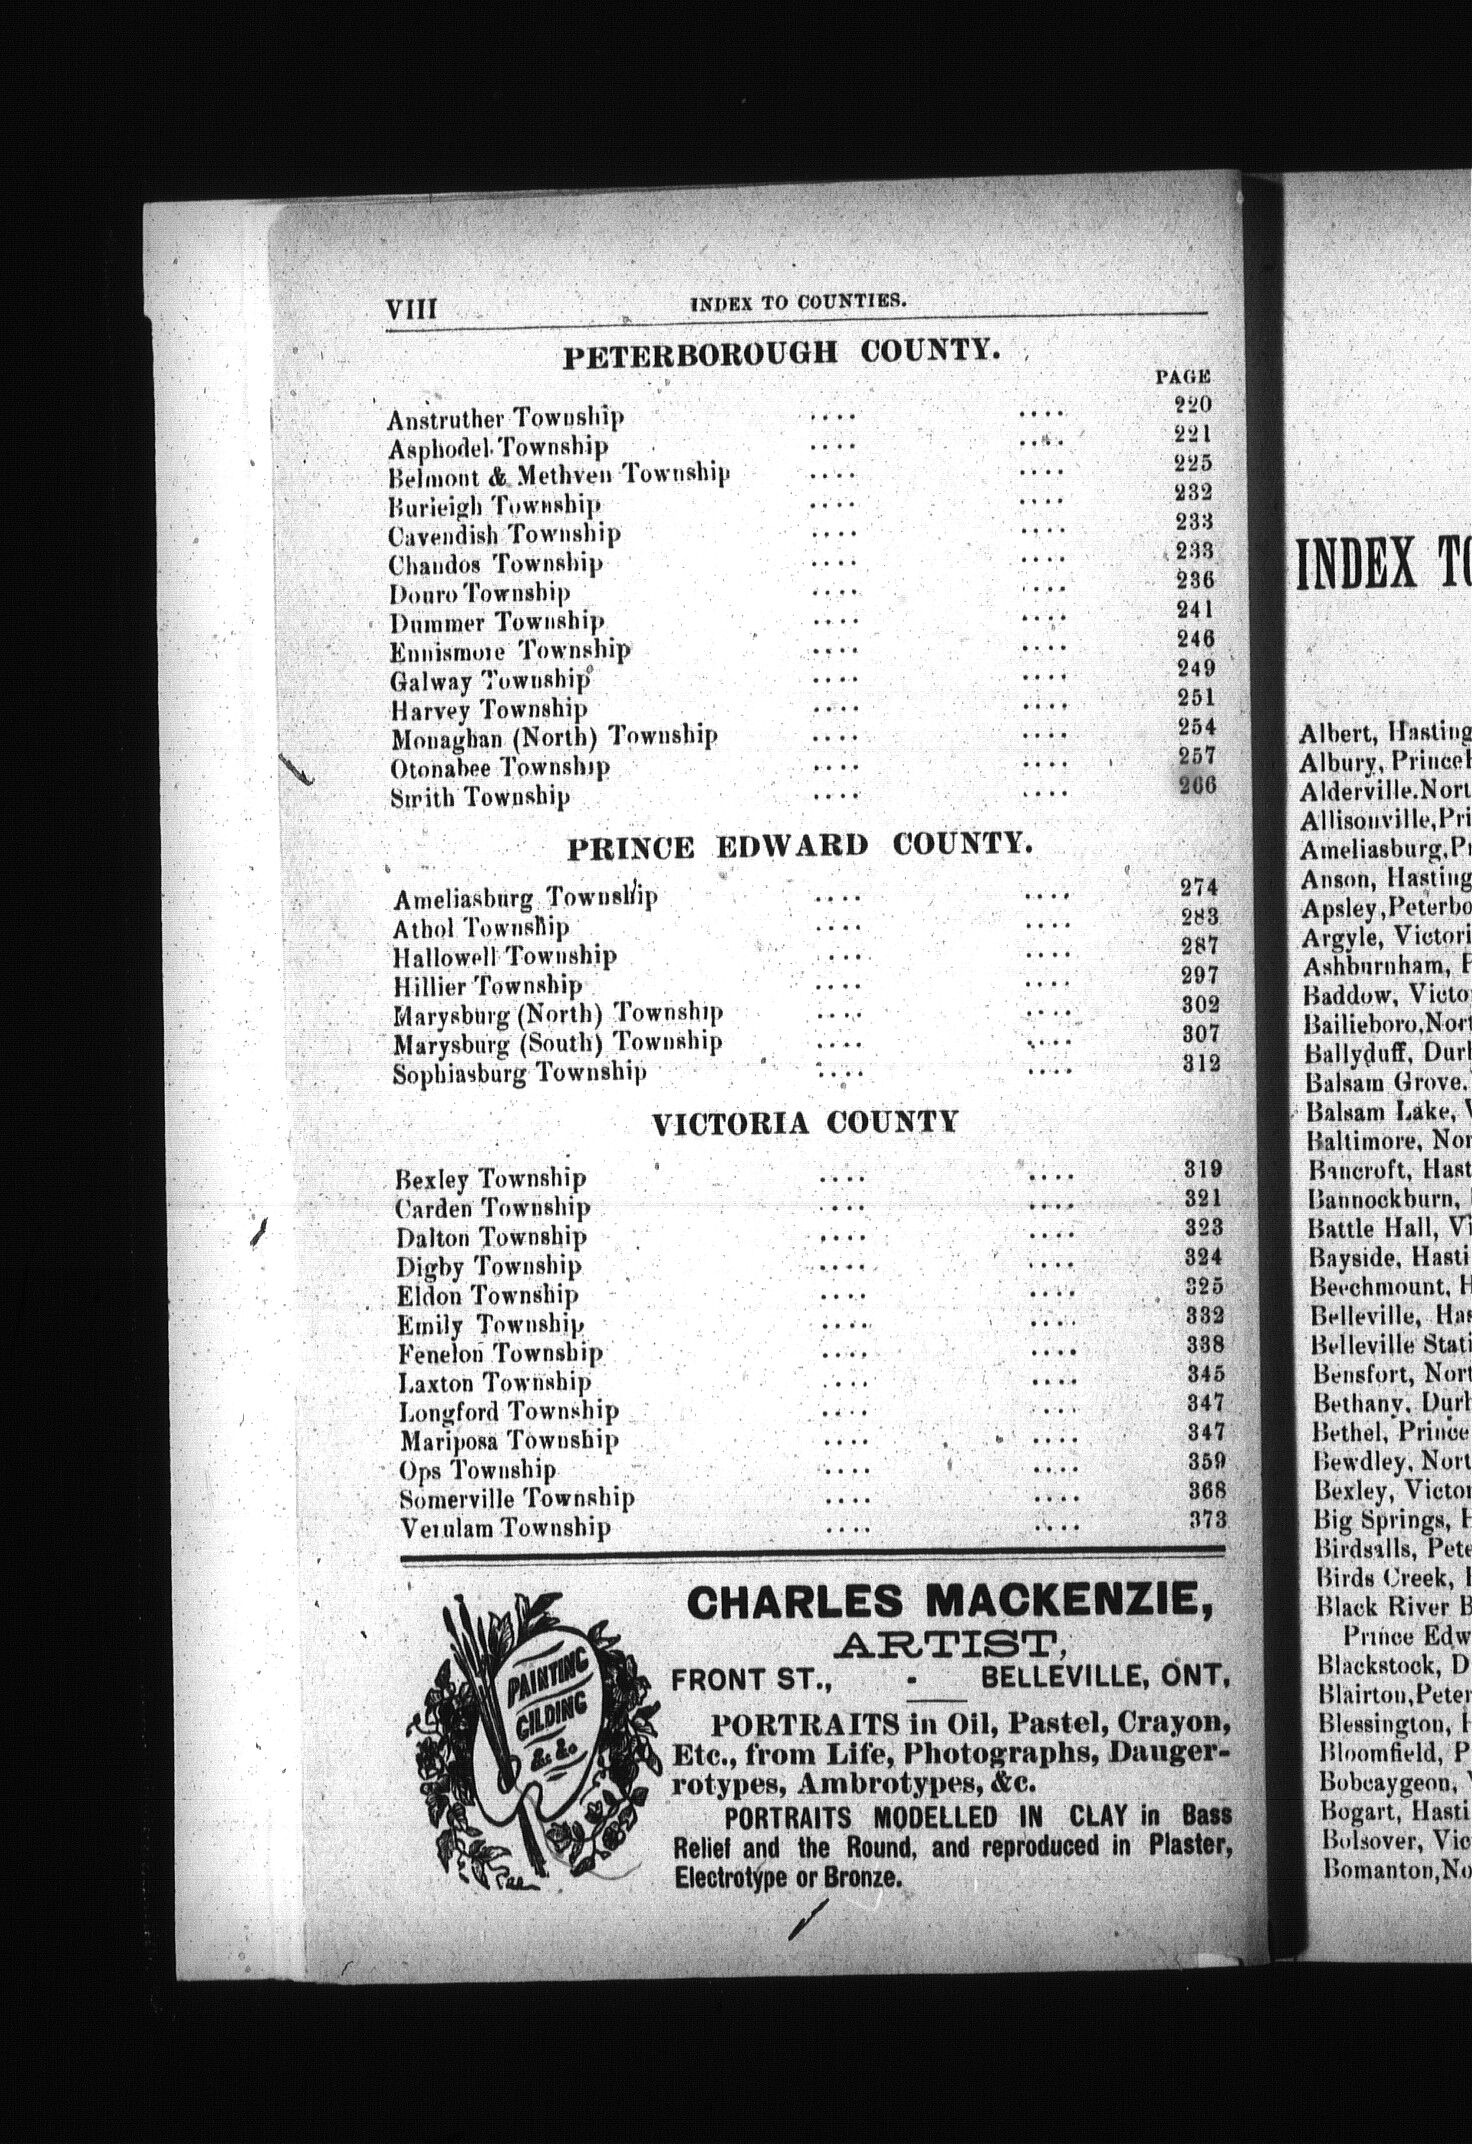 VIII INDEX TO COUNTIES.
PETERBOROUGH COUNTY.
PAGE
Anstruther Township .... .... 220
Asphodel Township .... .... 221
Belmont & Methven Township .... .... 225
Burleigh Township .... .... 232
Cavendish Township .... .... 233
Chandos Township .... .... 233
Douro Township .... .... 236
Dummer Township .... .... 241
Ennismore Township .... .... 246
Galway Township .... .... 249
Harvey Township .... .... 251
Monaghan (North) Township .... .... 254
Otonabee Township .... .... 257
Smith Township .... .... 266
PRINCE EDWARD COUNTY.
Ameliasburg Township .... .... 274
Athol Township .... .... 283
Hallowell Township .... .... 287
Hillier Township .... .... 297
Marysburg (North) Township .... .... 302
Marysburg (South) Township .... .... 307
Sophiasburg Township .... .... 312
VICTORIA COUNTY
Bexley Township .... .... 319
Carden Township .... .... 321
Dalton Township .... .... 323
Digby Township .... .... 324
Eldon Township .... .... 325
Emily Township .... .... 332
Fenelon Township .... .... 338
Laxton Township .... .... 345
Longford Township .... .... 347
Mariposa Township .... .... 347
Ops Township .... .... 359
Somerville Township .... .... 368
Verulam Township .... .... 373
PAINTING
GILDING
&c &c
CHARLES MACKENZIE,
ARTIST,
FRONT ST., - BELLEVILLE, ONT,
PORTRAITS in Oil, Pastel, Crayon,
Etc., from Life, Photographs, Dauger-
rotypes, Ambrotypes, &c.
PORTRAITS MODELLED IN CLAY in Bass
Relief and the Round, and reproduced in Plaster,
Electrotype or Bronze.
INDEX TO
Albert, Hasting
Albury, Princel
Alderville.Nort
Allisonville,Pri
Ameliasburg,Pr
Anson, Hasting
Apsley,Peterbo
Argyle, Victori
Ashburnham, P
Baddow, Victo
Bailieboro,Nort
Ballyduff, Durh
Balsam Grove,
Balsam Lake, V
Baltimore, Nor
Bancroft, Hast
Bannockburn,
Battle Hall, Vi
Bayside, Hasti
Beechmount, H
Belleville, Has
Belleville Stati
Bensfort, Nort
Bethany, Durh
Bethel, Prince
Bewdley, Nort
Bexley, Victor
Big Springs, H
Birdsalls, Pete
Birds Creek, H
Black River B
Prince Edw
Blackstock, D
Blairton,Peter
Blessington, H
Bloomfield, P
Bobcaygeon, V
Bogart, Hasti
Bolsover, Vic
Bomanton,No